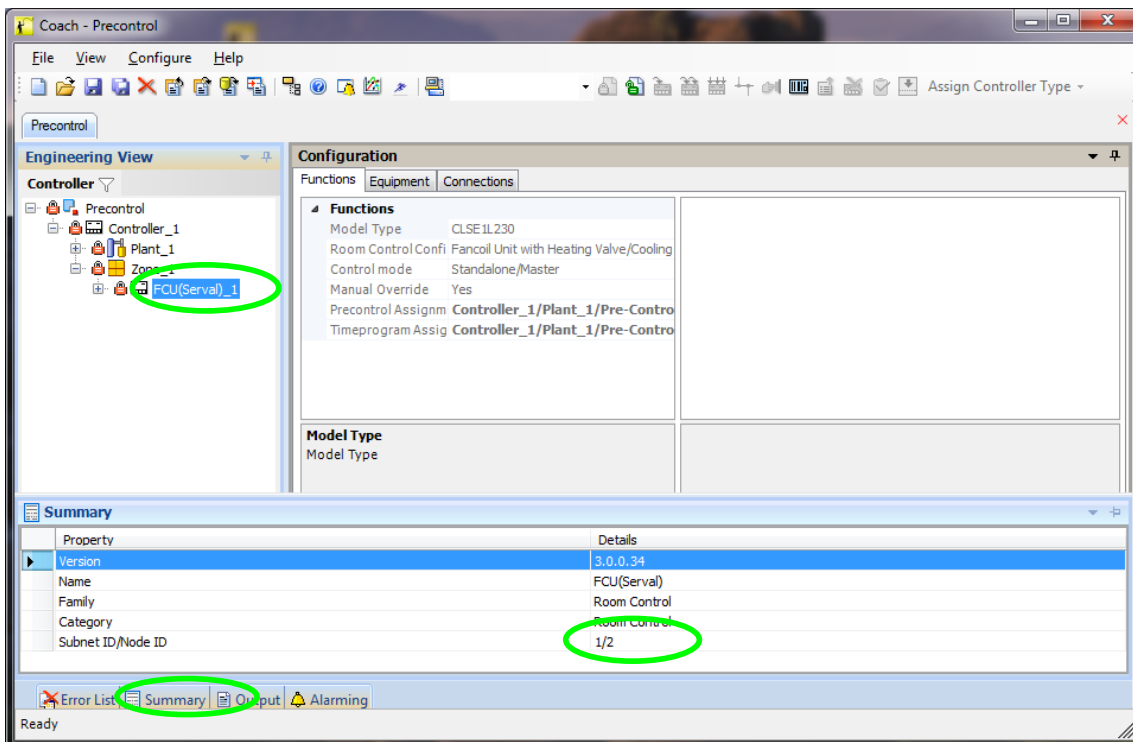 Coach - Precontrol
File View Configure Help
Assign Controller Type
Precontrol
Engineering View
Configuration
Controller
Functions Equipment Connections
Precontrol
Controller_1
Plant_1
Zone_1
FCU(Serval)_1
Functions
Model Type CLSE1L230
Room Control Confi Fancoil Unit with Heating Valve/Cooling
Control mode Standalone/Master
Manual Override Yes
Precontrol Assignm Controller_1/Plant_1/Pre-Contro
Timeprogram Assig Controller_1/Plant_1/Pre-Contro
Model Type
Model Type
Summary
Property Details
Version 3.0.0.34
Name FCU(Serval)
Family Room Control
Category Room Control
Subnet ID/Node ID 1/2
Error List Summary Output Alarming
Ready